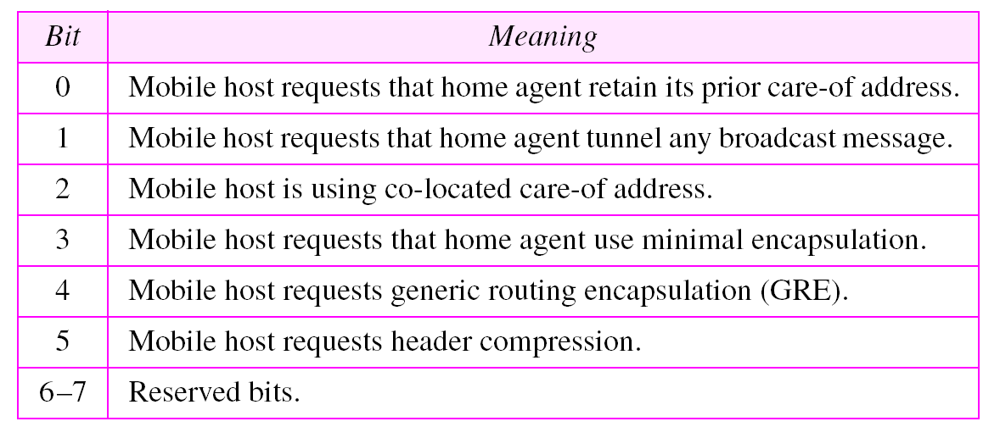 Bit Meaning
0 Mobile host requests that home agent retain its prior care-of address.
1 Mobile host requests that home agent tunnel any broadcast message.
2 Mobile host is using co-located care-of address.
3 Mobile host requests that home agent use minimal encapsulation.
4 Mobile host requests generic routing encapsulation (GRE).
5 Mobile host requests header compression.
6–7 Reserved bits.